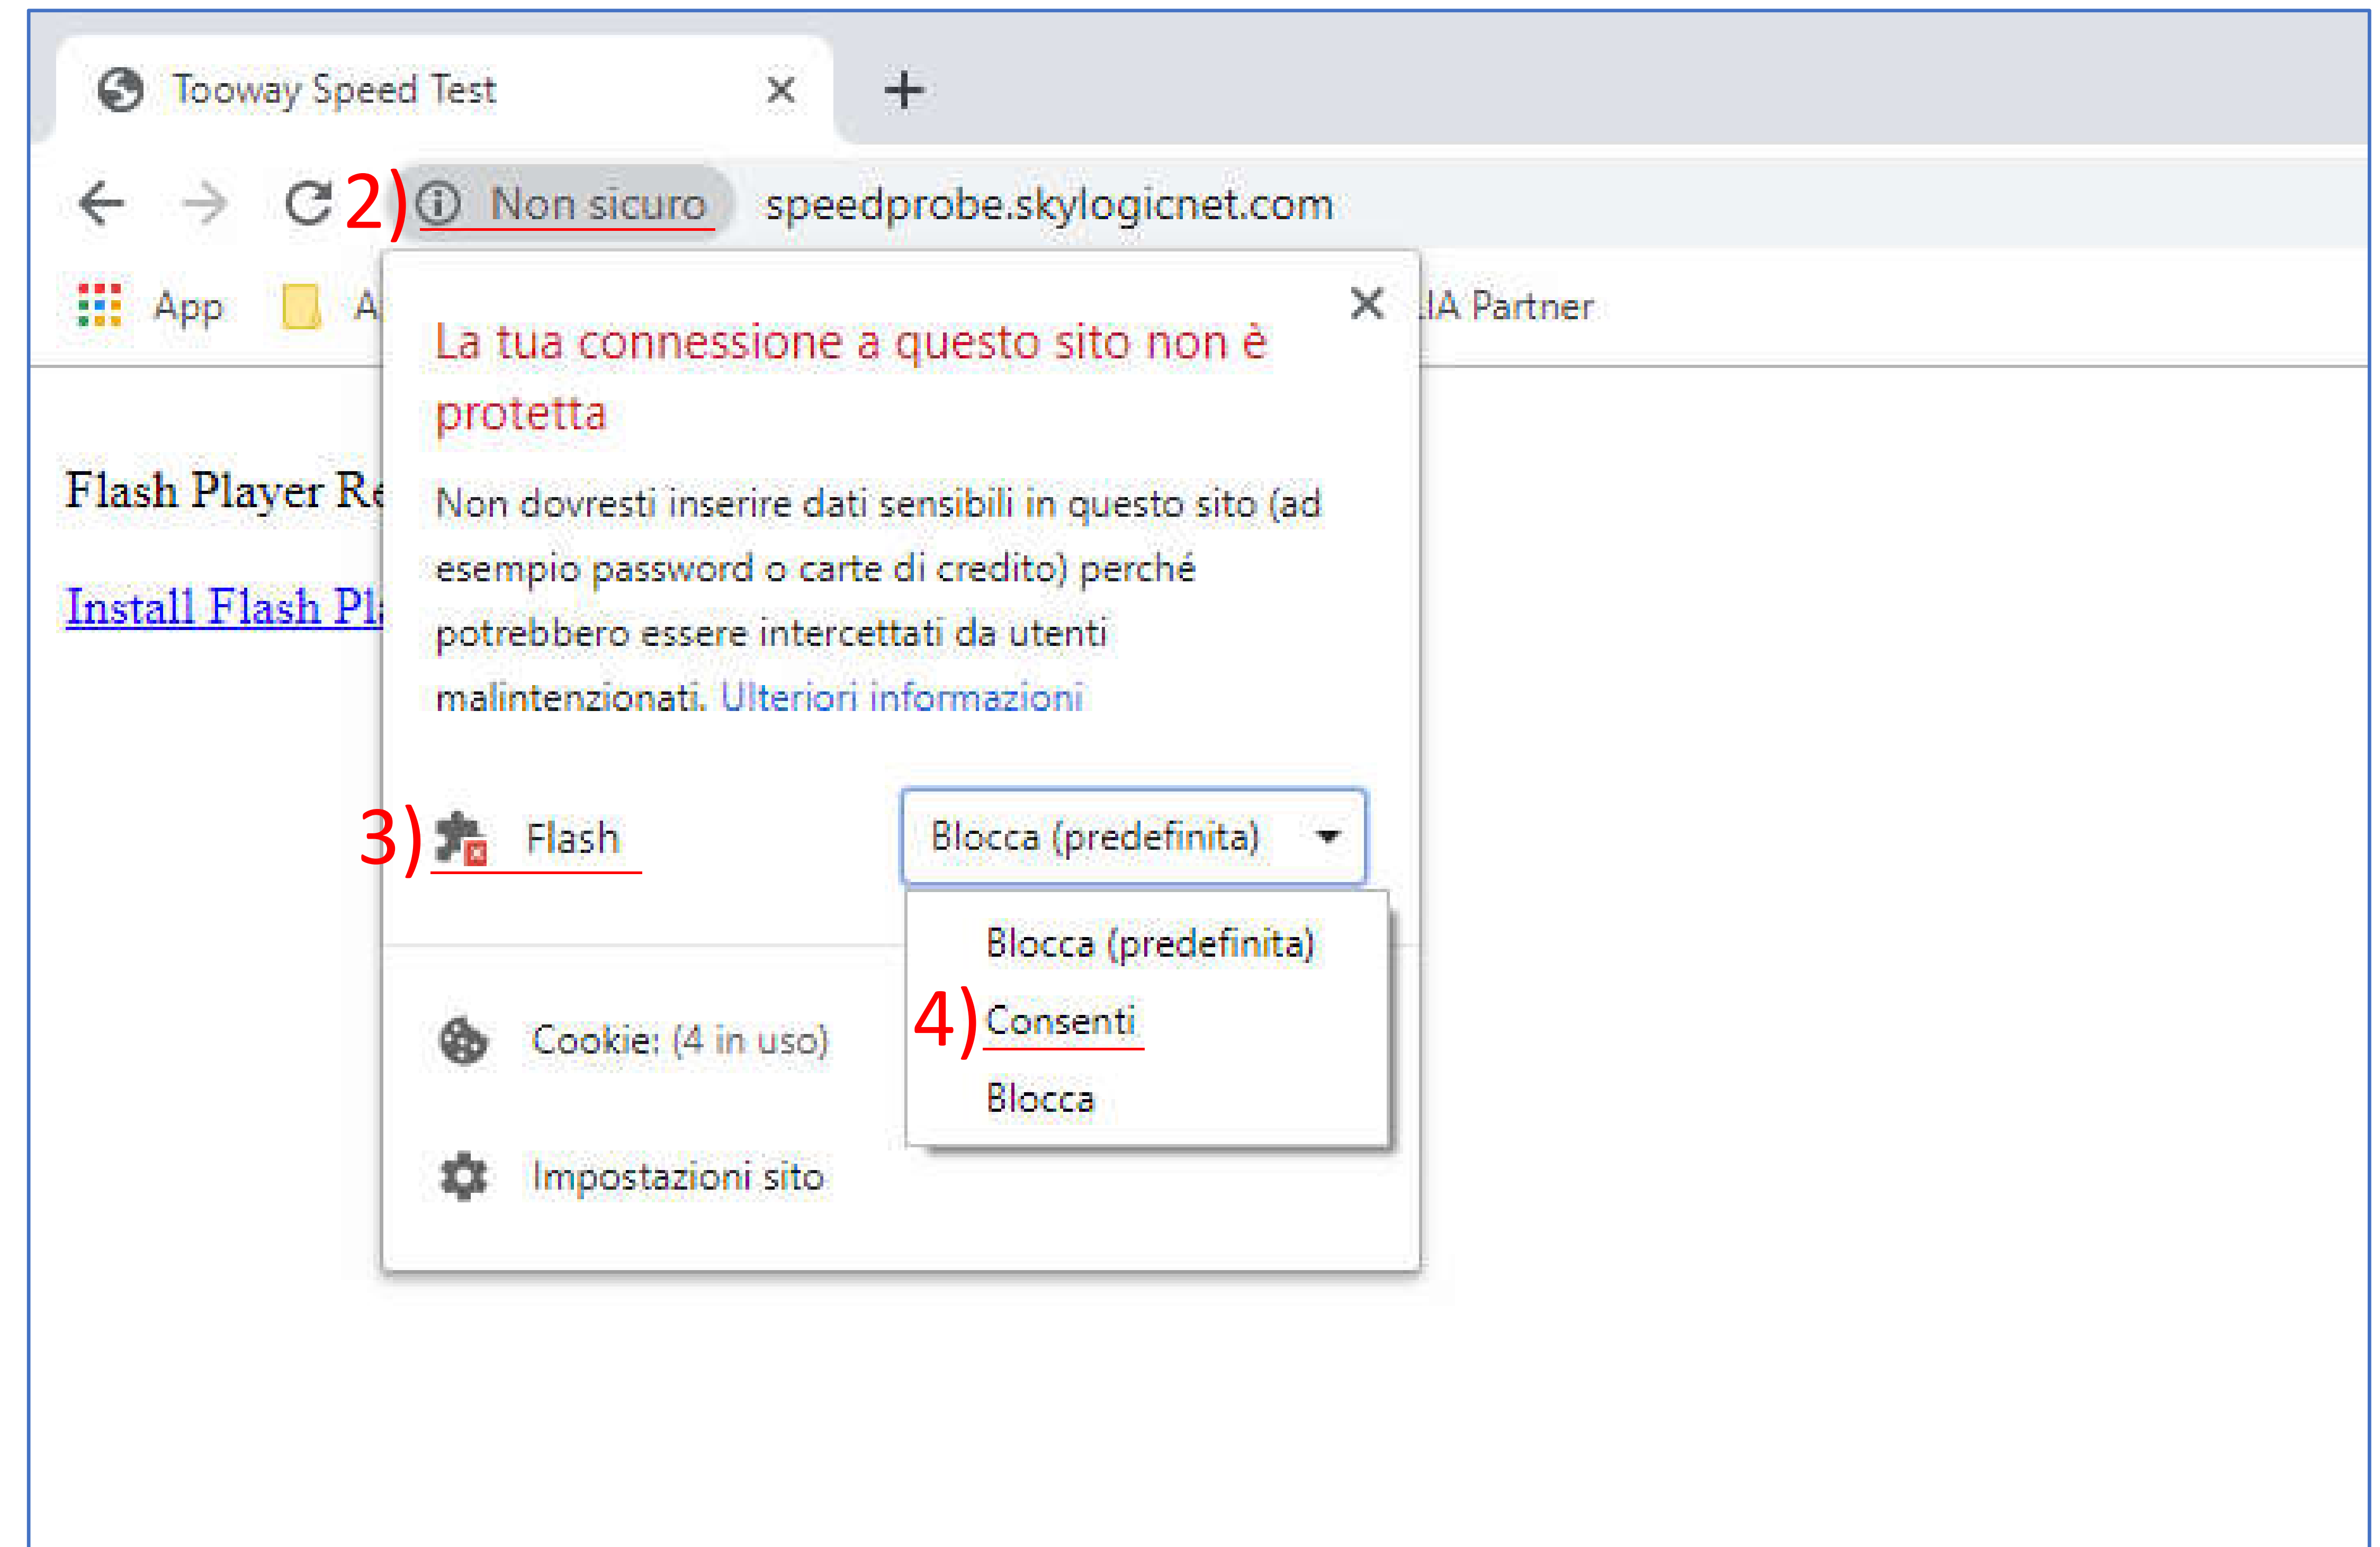 Tooway Speed Test
2) Non sicuro speedprobe.skylogicnet.com
App A IA Partner
La tua connessione a questo sito non è
protetta
Flash Player Re
Non dovresti inserire dati sensibili in questo sito (ad
esempio password o carte di credito) perché
Install Flash Pla
potrebbero essere intercettati da utenti
malintenzionati. Ulteriori informazioni
3) Flash Blocca (predefinita)
Blocca (predefinita)
4) Consenti
Cookie: (4 in uso)
Blocca
Impostazioni sito